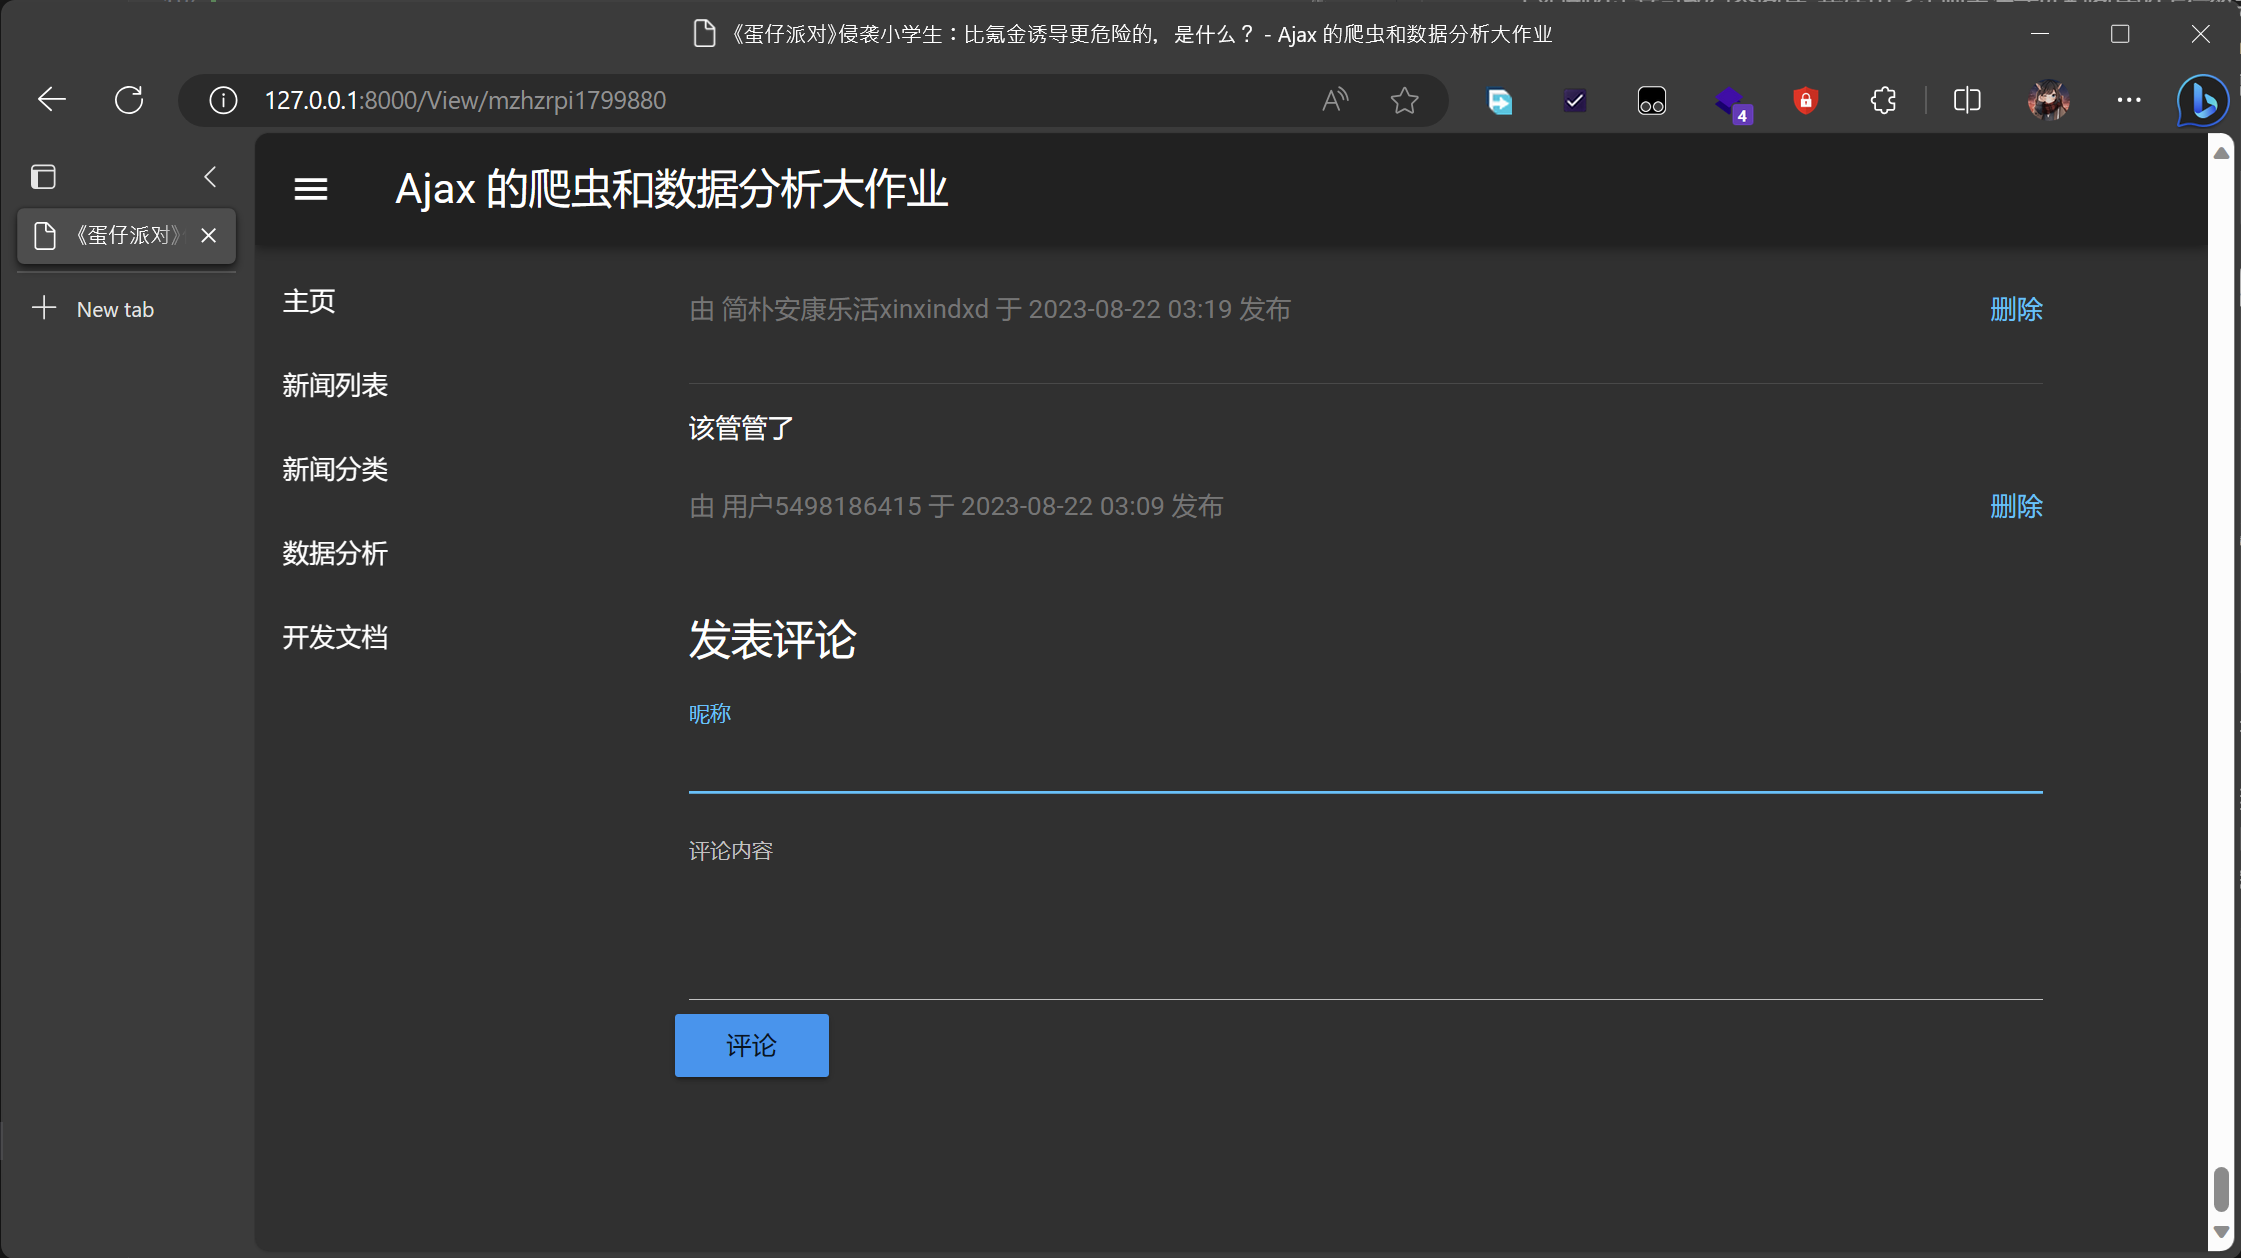 《蛋仔派对》侵袭小学生：比氪金诱导更危险的，是什么？ - Ajax 的爬虫和数据分析大作业
127.0.0.1:8000/View/mzhzrpi1799880
4
《蛋仔派对》
New tab
Ajax 的爬虫和数据分析大作业
主页
新闻列表
新闻分类
数据分析
开发文档
由 简朴安康乐活xinxindxd 于 2023-08-22 03:19 发布
删除
该管管了
由 用户5498186415 于 2023-08-22 03:09 发布
删除
发表评论
昵称
评论内容
评论